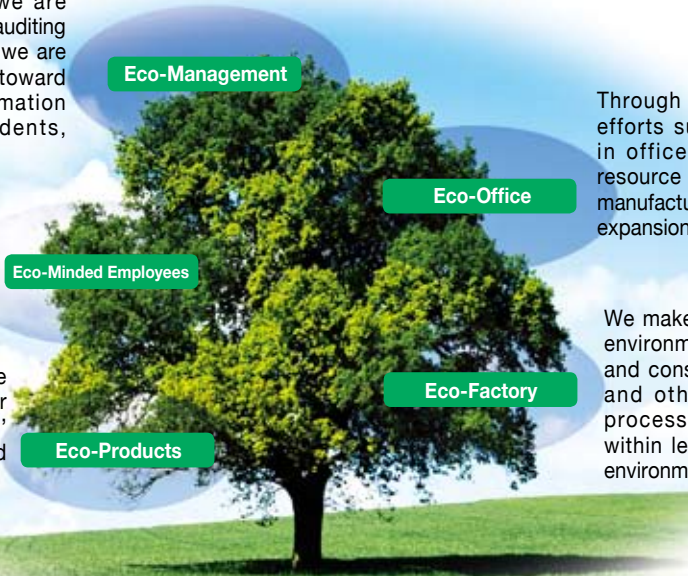 we are
auditing
we are
toward
mation
dents,
Eco-Management
Through
efforts su
in office
resource
manufactu
expansion
Eco-Office
Eco-Minded Employees
We make
environm
and cons
and oth
process
within le
environm
Eco-Factory
e
r
,
d
Eco-Products